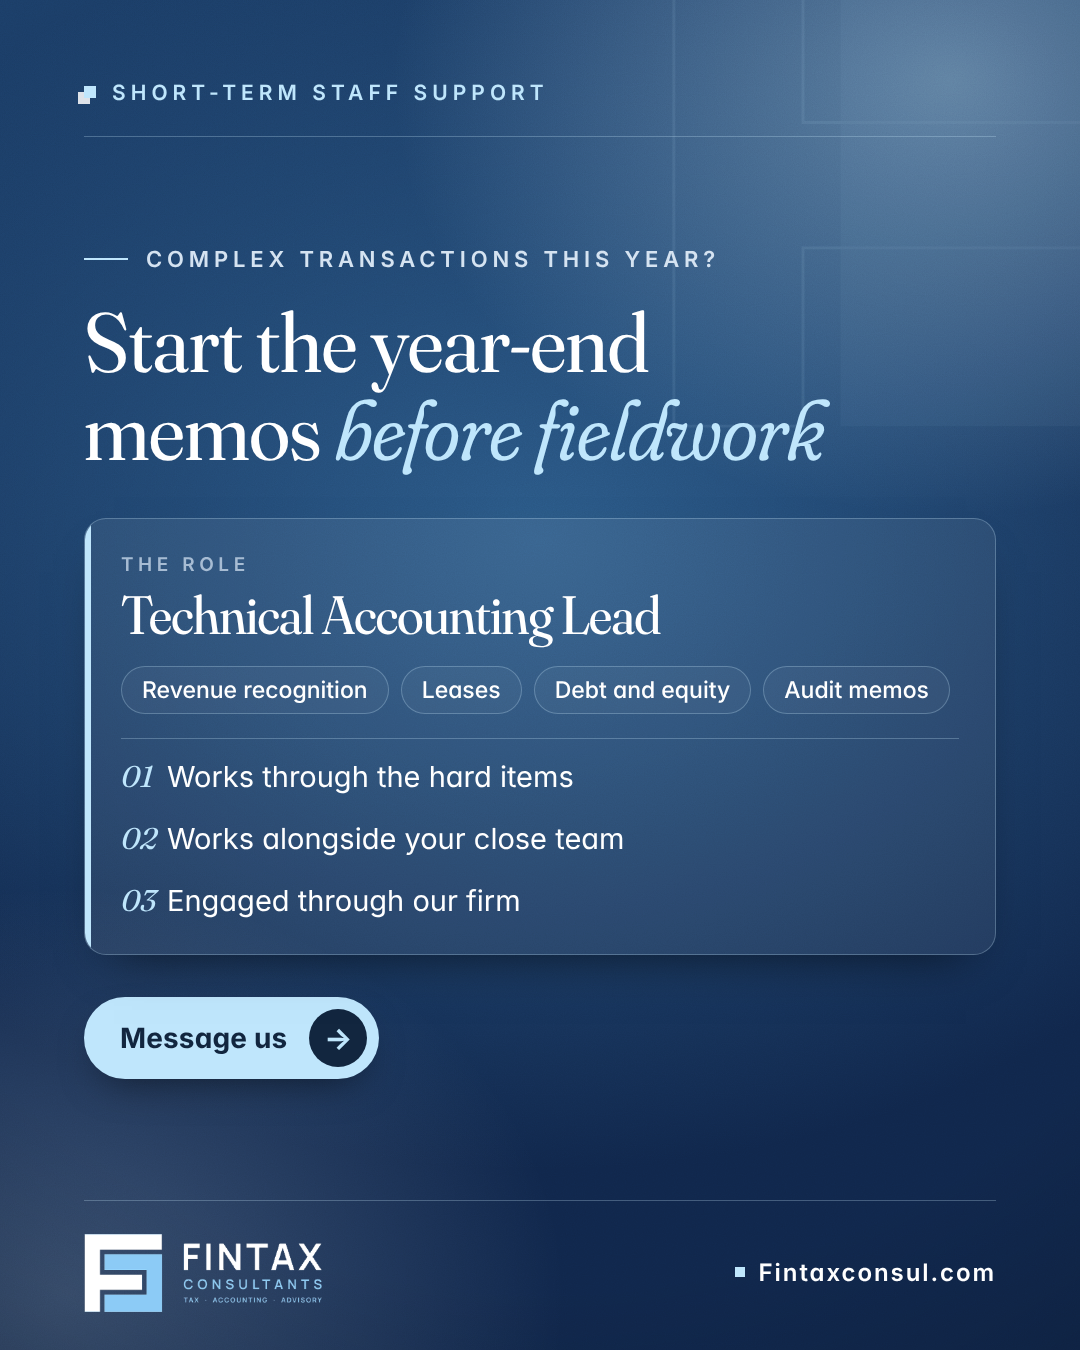 SHORT-TERM STAFF SUPPORT
COMPLEX TRANSACTIONS THIS YEAR?
Start the year-end
memos before fieldwork
THE ROLE
Technical Accounting Lead
Revenue recognition Leases Debt and equity Audit memos
01 Works through the hard items
02 Works alongside your close team
03 Engaged through our firm
Message us →
FINTAX
CONSULTANTS
TAX · ACCOUNTING · ADVISORY
Fintaxconsul.com